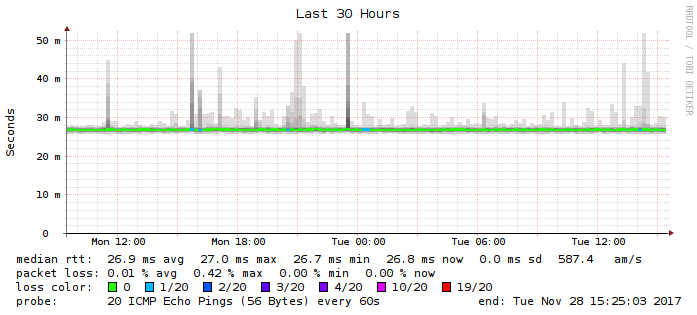 Last 30 Hours
RRDTOOL / TOBI OETIKER
Seconds
50 m
40 m
30 m
20 m
10 m
0
Mon 12:00 Mon 18:00 Tue 00:00 Tue 06:00 Tue 12:00
median rtt: 26.9 ms avg 27.0 ms max 26.7 ms min 26.8 ms now 0.0 ms sd 587.4 am/s
packet loss: 0.01 % avg 0.42 % max 0.00 % min 0.00 % now
loss color: 0 1/20 2/20 3/20 4/20 10/20 19/20
probe: 20 ICMP Echo Pings (56 Bytes) every 60s end: Tue Nov 28 15:25:03 2017